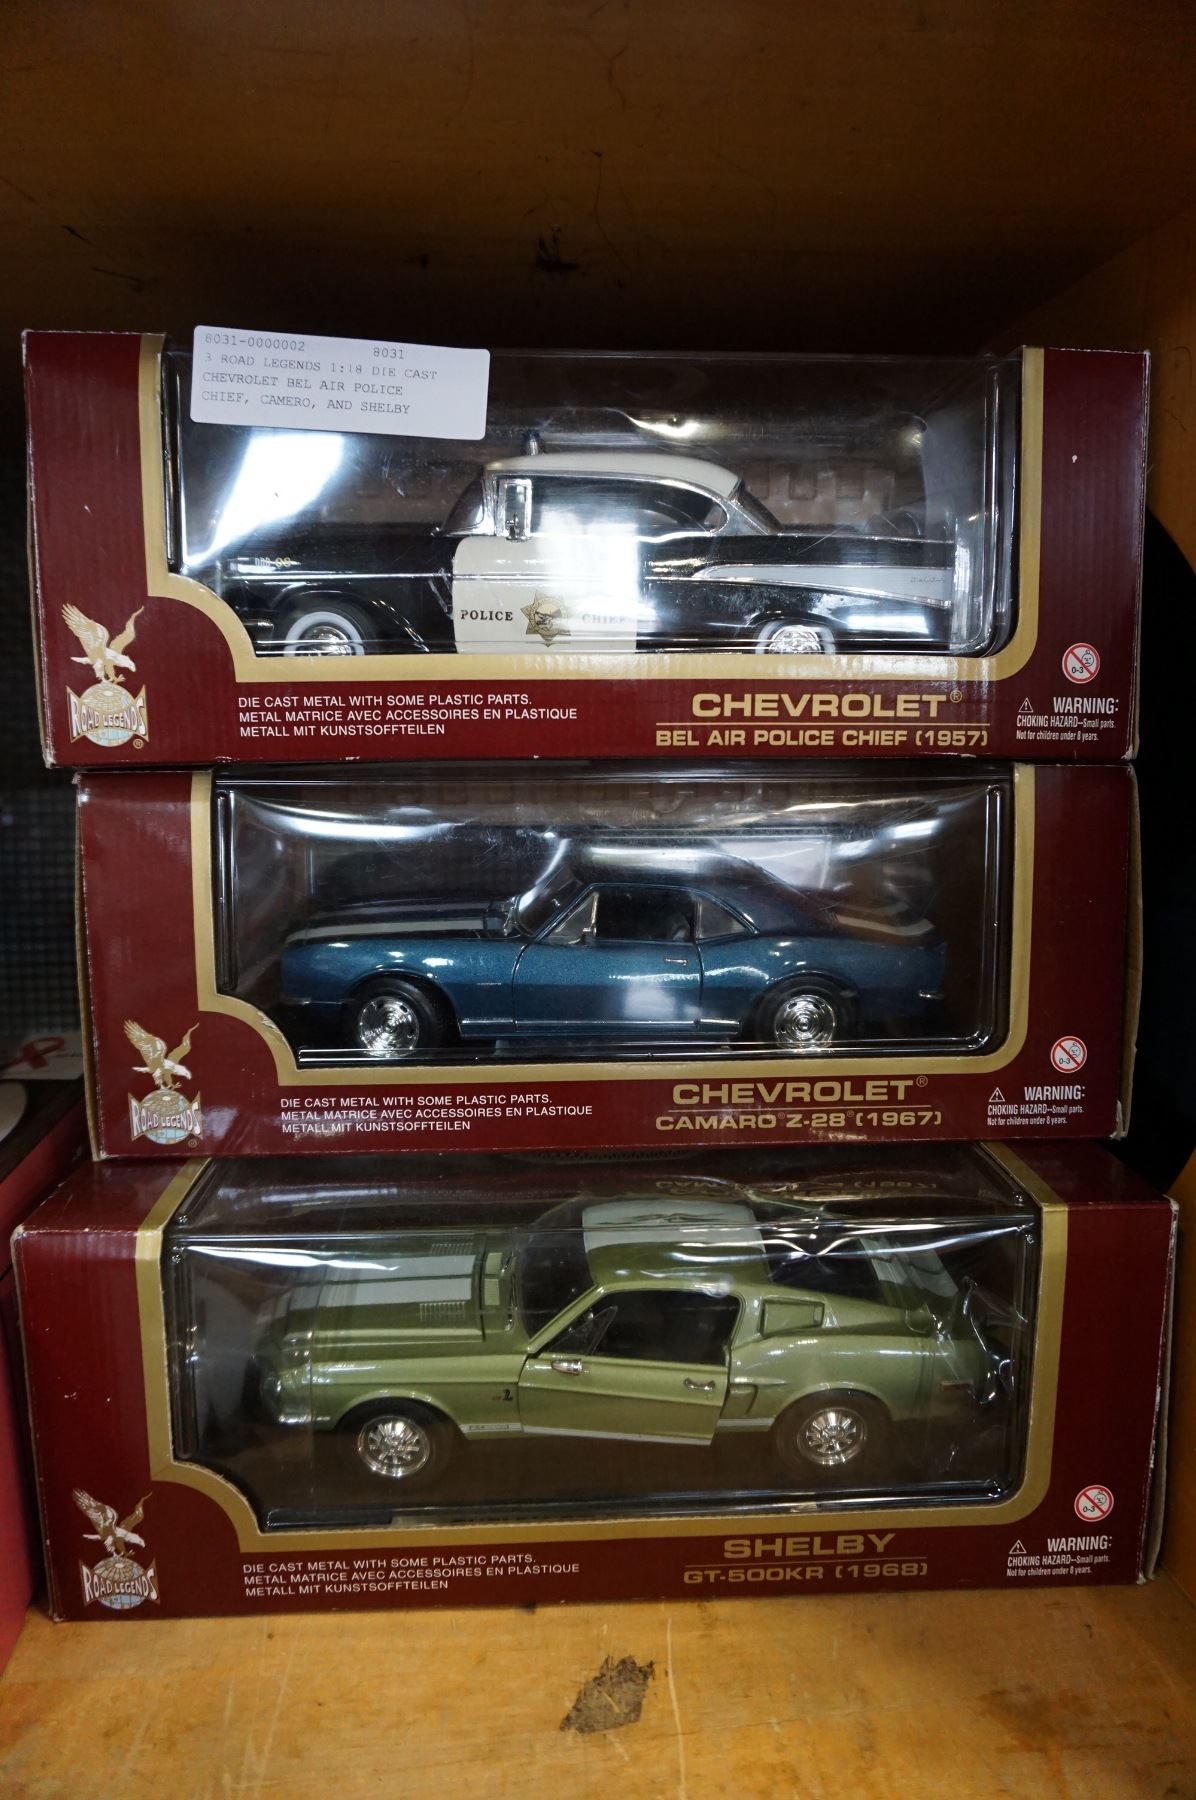 8031-0000002 8031
3 ROAD LEGENDS 1:18 DIE CAST
CHEVROLET BEL AIR POLICE
CHIEF, CAMERO, AND SHELBY
POLICE CHIEF
ROAD LEGENDS ®
DIE CAST METAL WITH SOME PLASTIC PARTS.
METAL MATRICE AVEC ACCESSOIRES EN PLASTIQUE
METALL MIT KUNSTSOFFTEILEN
CHEVROLET®
BEL AIR POLICE CHIEF (1957)
0-3
WARNING:
CHOKING HAZARD--Small parts.
Not for children under 8 years.
ROAD LEGENDS ®
DIE CAST METAL WITH SOME PLASTIC PARTS.
METAL MATRICE AVEC ACCESSOIRES EN PLASTIQUE
METALL MIT KUNSTSOFFTEILEN
CHEVROLET®
CAMARO® Z-28® (1967)
0-3
WARNING:
CHOKING HAZARD--Small parts.
Not for children under 8 years.
ROAD LEGENDS
DIE CAST METAL WITH SOME PLASTIC PARTS.
METAL MATRICE AVEC ACCESSOIRES EN PLASTIQUE
METALL MIT KUNSTSOFFTEILEN
SHELBY
GT-500KR (1968)
0-3
WARNING:
CHOKING HAZARD--Small parts.
Not for children under 8 years.